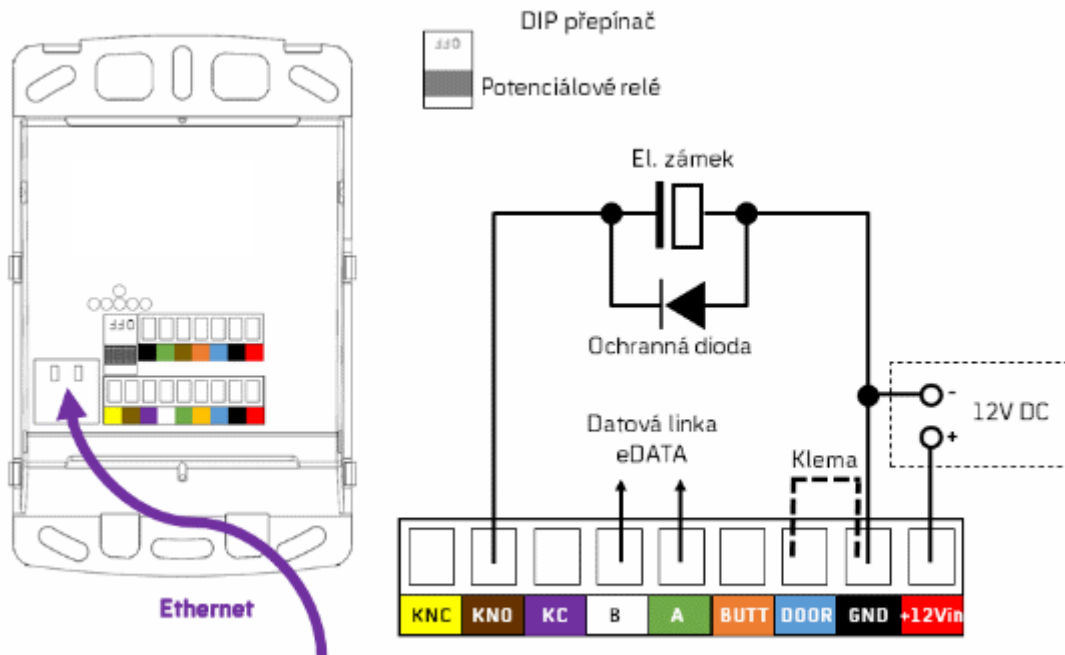 DIP přepínač
OFF
Potenciálové relé
El. zámek
Ochranná dioda
OFF
12V DC
-
+
Datová linka
eDATA
Klema
Ethernet
KNC KNO KC B A BUTT DOOR GND +12Vin